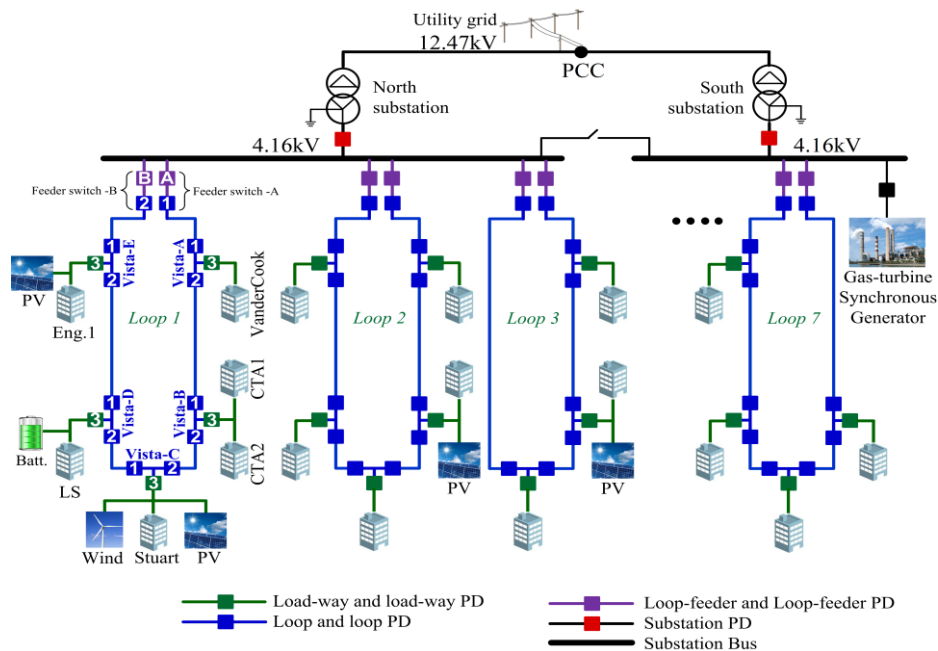 Utility grid
12.47kV
PCC
North
substation
South
substation
4.16kV
4.16kV
Feeder switch -B
B
A
Feeder switch -A
2
1
1
Vista-E
3
2
PV
Eng.1
1
Vista-A
3
2
VanderCook
Loop 1
Loop 2
Loop 3
Loop 7
Gas-turbine
Synchronous
Generator
CTA1
1
Vista-D
3
2
Batt.
LS
1
Vista-B
3
2
CTA2
Vista-C
1
2
3
Wind
Stuart
PV
PV
PV
Load-way and load-way PD
Loop and loop PD
Loop-feeder and Loop-feeder PD
Substation PD
Substation Bus